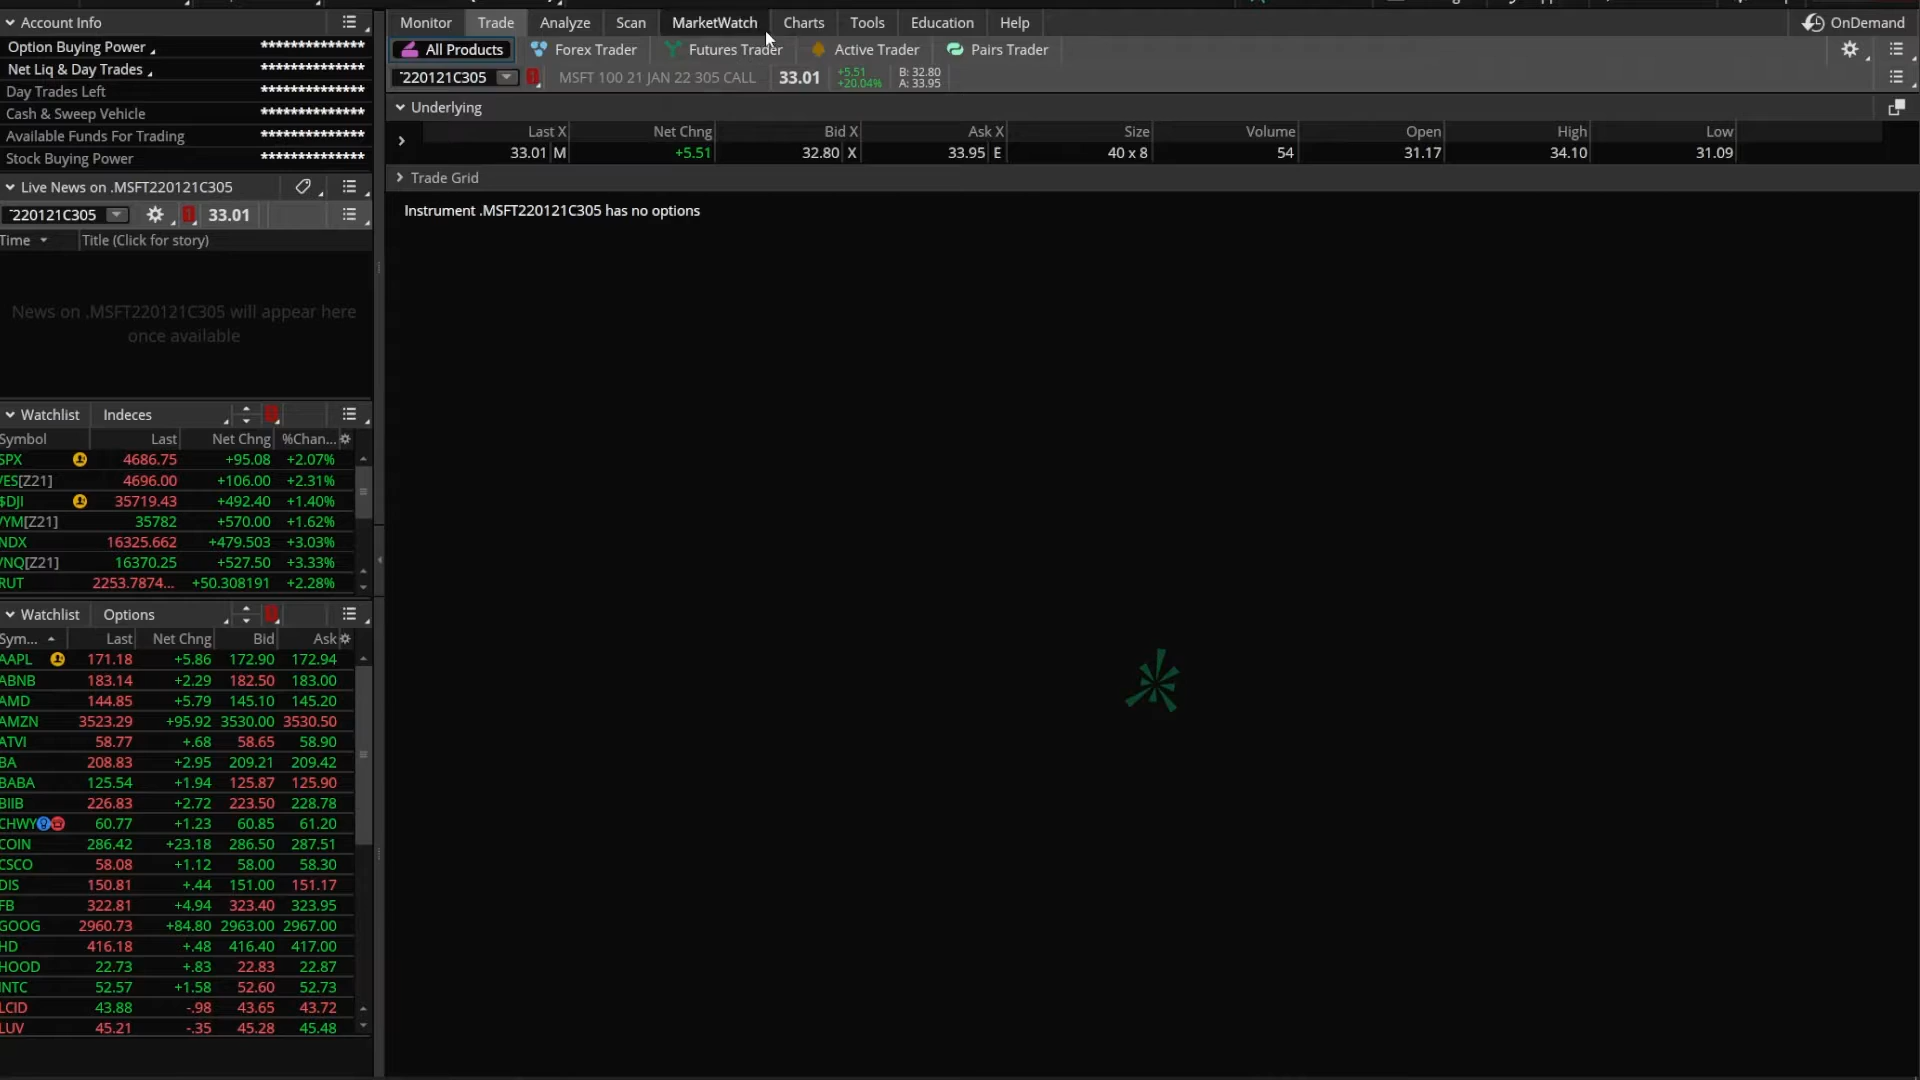 Account Info
Option Buying Power **************
Net Liq & Day Trades **************
Day Trades Left **************
Cash & Sweep Vehicle **************
Available Funds For Trading **************
Stock Buying Power **************
Live News on .MSFT220121C305
220121C305 33.01
Time Title (Click for story)
News on .MSFT220121C305 will appear here
once available
Watchlist Indeces
Symbol Last Net Chng %Chan...
SPX 4686.75 +95.08 +2.07%
/ES[Z21] 4696.00 +106.00 +2.31%
$DJI 35719.43 +492.40 +1.40%
/YM[Z21] 35782 +570.00 +1.62%
NDX 16325.662 +479.503 +3.03%
/NQ[Z21] 16370.25 +527.50 +3.33%
RUT 2253.7874... +50.308191 +2.28%
Watchlist Options
Sym... Last Net Chng Bid Ask
AAPL 171.18 +5.86 172.90 172.94
ABNB 183.14 +2.29 182.50 183.00
AMD 144.85 +5.79 145.10 145.20
AMZN 3523.29 +95.92 3530.00 3530.50
ATVI 58.77 +.68 58.65 58.90
BA 208.83 +2.95 209.21 209.42
BABA 125.54 +1.94 125.87 125.90
BIIB 226.83 +2.72 223.50 228.78
CHWY 60.77 +1.23 60.85 61.20
COIN 286.42 +23.18 286.50 287.51
CSCO 58.08 +1.12 58.00 58.30
DIS 150.81 +.44 151.00 151.17
FB 322.81 +4.94 323.40 323.95
GOOG 2960.73 +84.80 2963.00 2967.00
HD 416.18 +.48 416.40 417.00
HOOD 22.73 +.83 22.83 22.87
INTC 52.57 +1.58 52.60 52.73
LCID 43.88 -.98 43.65 43.72
LUV 45.21 -.35 45.28 45.48
Monitor Trade Analyze Scan MarketWatch Charts Tools Education Help OnDemand
All Products Forex Trader Futures Trader Active Trader Pairs Trader
220121C305 MSFT 100 21 JAN 22 305 CALL 33.01 +5.51 B: 32.80
+20.04% A: 33.95
Underlying
Last X Net Chng Bid X Ask X Size Volume Open High Low
33.01 M +5.51 32.80 X 33.95 E 40 x 8 54 31.17 34.10 31.09
Trade Grid
Instrument .MSFT220121C305 has no options